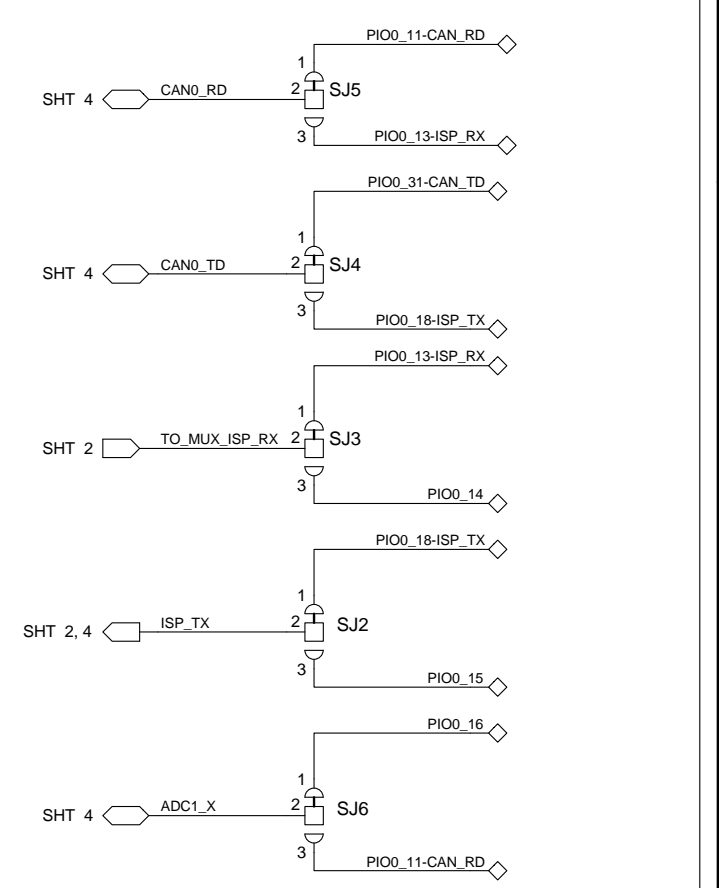 PIO0_11-CAN_RD
1
SHT 4 CAN0_RD 2 SJ5
3 PIO0_13-ISP_RX
PIO0_31-CAN_TD
1
SHT 4 CAN0_TD 2 SJ4
3
PIO0_18-ISP_TX
PIO0_13-ISP_RX
1
SHT 2 TO_MUX_ISP_RX 2 SJ3
3
PIO0_14
PIO0_18-ISP_TX
1
SHT 2, 4 ISP_TX 2 SJ2
3
PIO0_15
PIO0_16
1
SHT 4 ADC1_X 2 SJ6
3
PIO0_11-CAN_RD